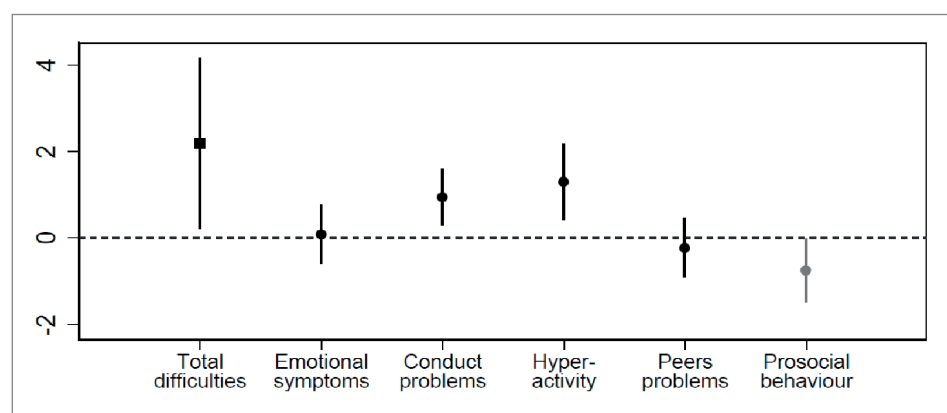 4
2
0
-2
Total Emotional Conduct Hyper- Peers Prosocial
difficulties symptoms problems activity problems behaviour